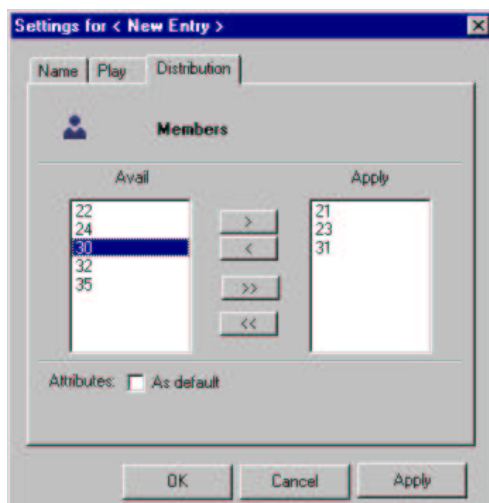 Settings for < New Entry >
Name Play Distribution
Members
Avail Apply
22
24
30
32
35
>
<
>>
<<
21
23
31
Attributes: As default
OK Cancel Apply